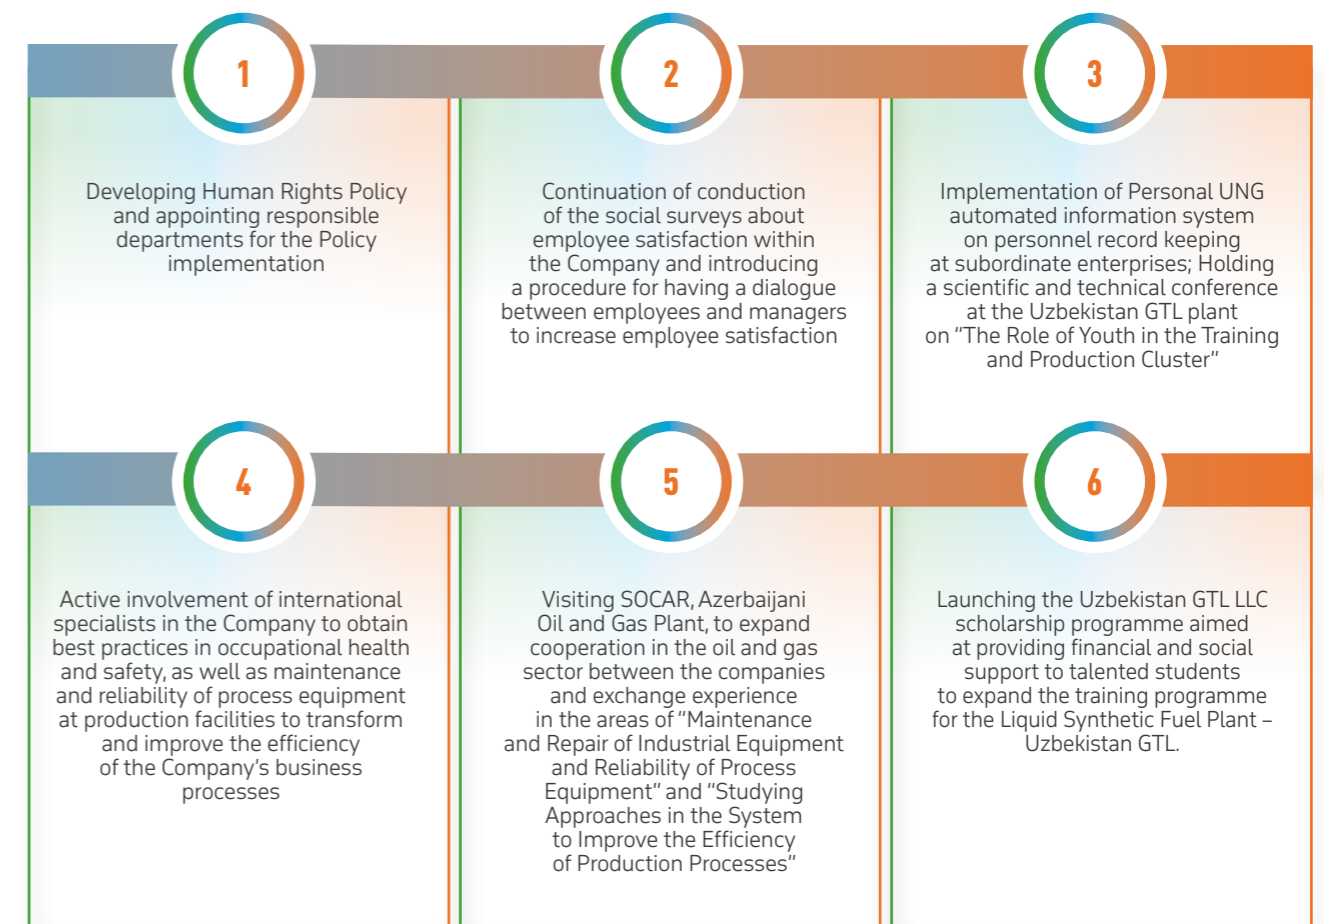 1
Developing Human Rights Policy
and appointing responsible
departments for the Policy
implementation
2
Continuation of conduction
of the social surveys about
employee satisfaction within
the Company and introducing
a procedure for having a dialogue
between employees and managers
to increase employee satisfaction
3
Implementation of Personal UNG
automated information system
on personnel record keeping
at subordinate enterprises; Holding
a scientific and technical conference
at the Uzbekistan GTL plant
on “The Role of Youth in the Training
and Production Cluster”
4
Active involvement of international
specialists in the Company to obtain
best practices in occupational health
and safety, as well as maintenance
and reliability of process equipment
at production facilities to transform
and improve the efficiency
of the Company’s business
processes
5
Visiting SOCAR, Azerbaijani
Oil and Gas Plant, to expand
cooperation in the oil and gas
sector between the companies
and exchange experience
in the areas of “Maintenance
and Repair of Industrial Equipment
and Reliability of Process
Equipment” and “Studying
Approaches in the System
to Improve the Efficiency
of Production Processes”
6
Launching the Uzbekistan GTL LLC
scholarship programme aimed
at providing financial and social
support to talented students
to expand the training programme
for the Liquid Synthetic Fuel Plant –
Uzbekistan GTL.